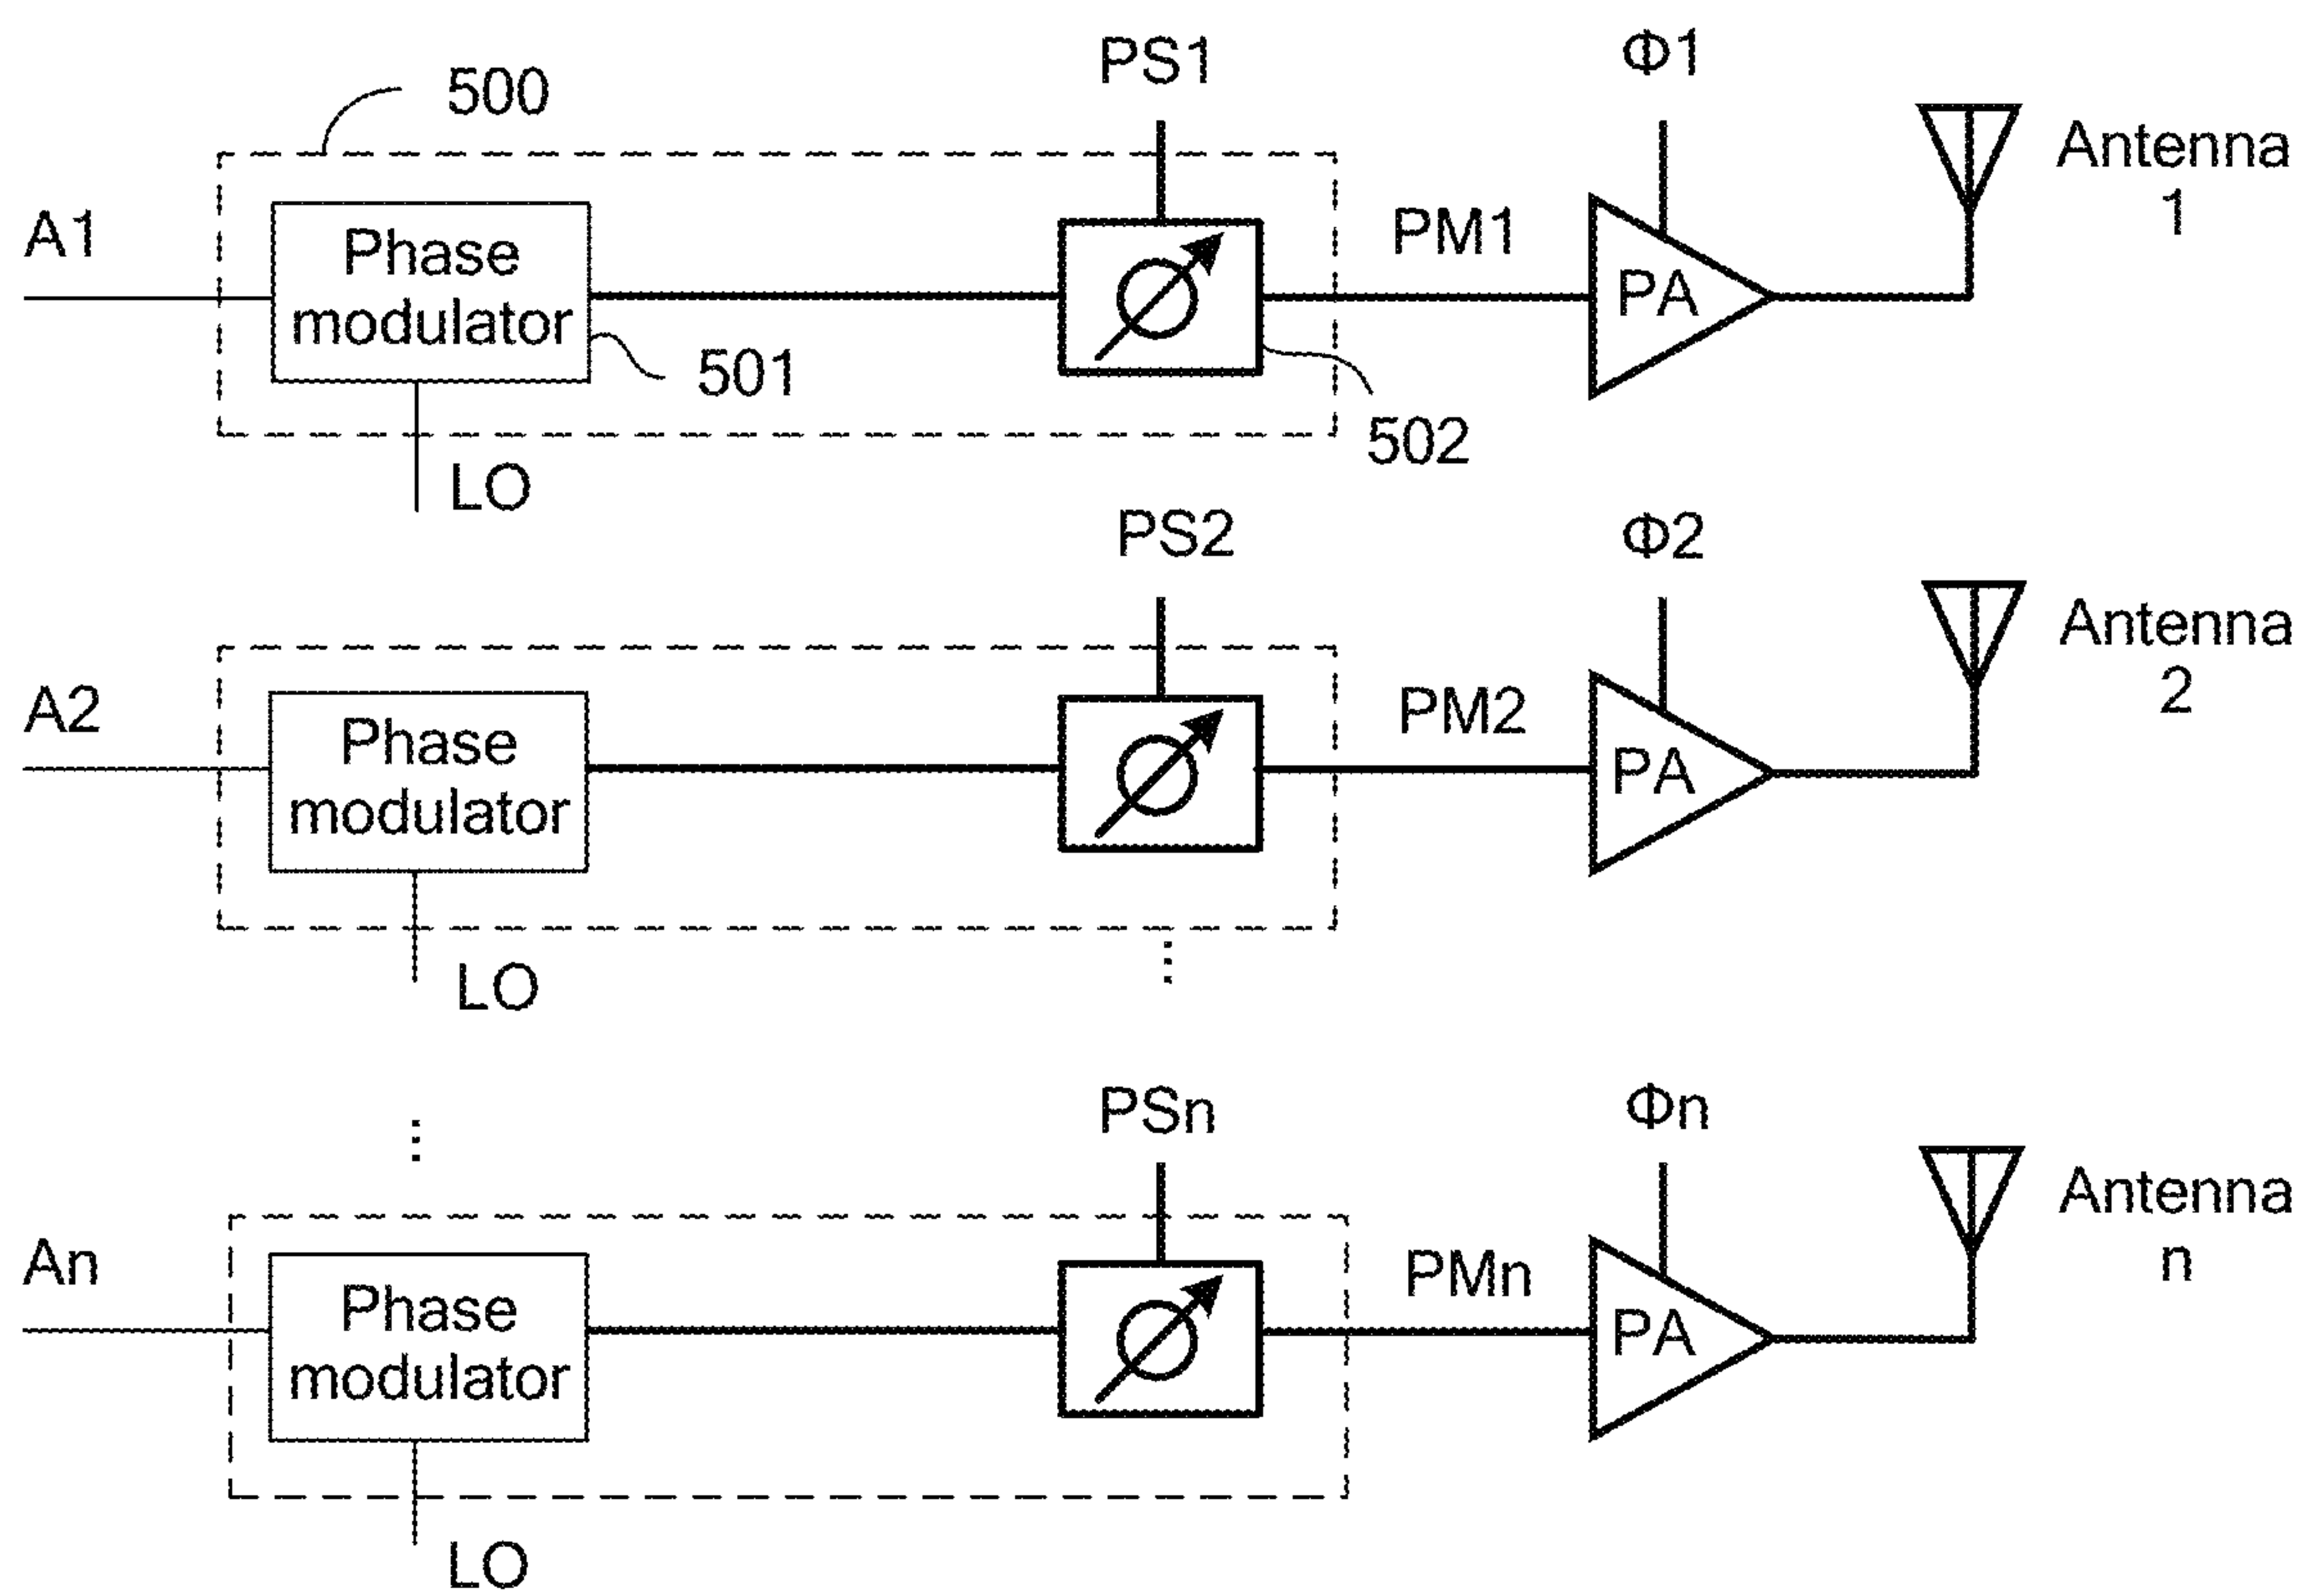 PS1
Φ1
500
Antenna
1
A1
Phase
modulator
PM1
PA
501
502
LO
PS2
Φ2
Antenna
2
A2
Phase
modulator
PM2
PA
LO
⋮
⋮
PSn
Φn
Antenna
n
An
Phase
modulator
PMn
PA
LO